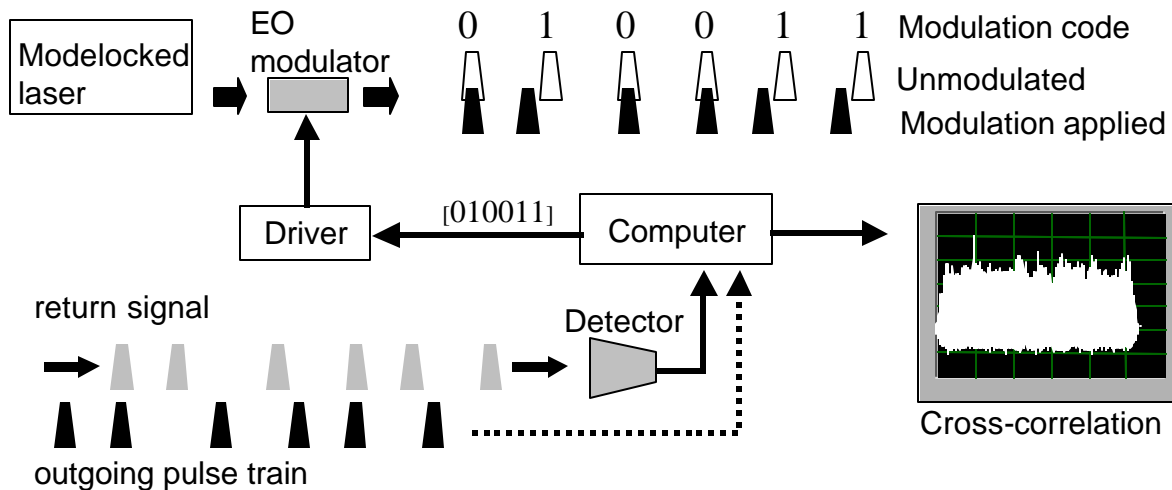 Modelocked
laser
EO
modulator
0 1 0 0 1 1
Modulation code
Unmodulated
Modulation applied
Driver
[010011]
Computer
return signal
Detector
outgoing pulse train
Cross-correlation